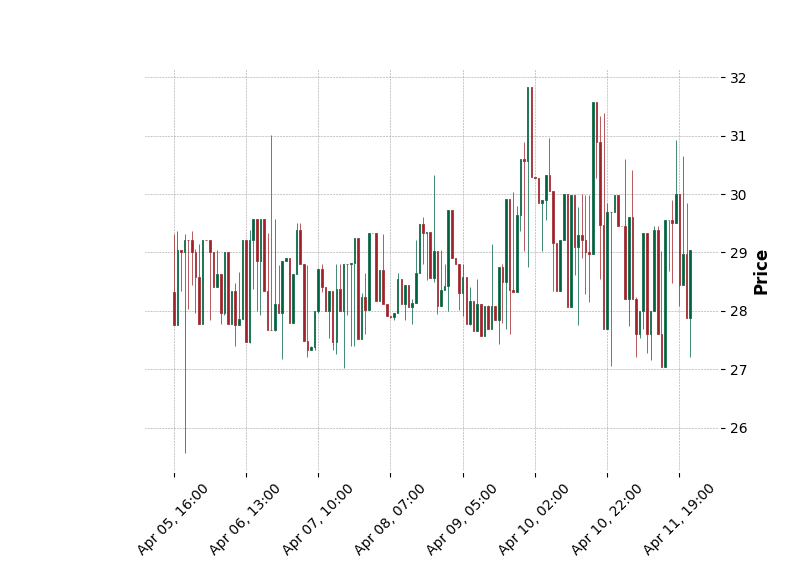 32
31
30
29
28
27
26
Price
Apr 05, 16:00
Apr 06, 13:00
Apr 07, 10:00
Apr 08, 07:00
Apr 09, 05:00
Apr 10, 02:00
Apr 10, 22:00
Apr 11, 19:00